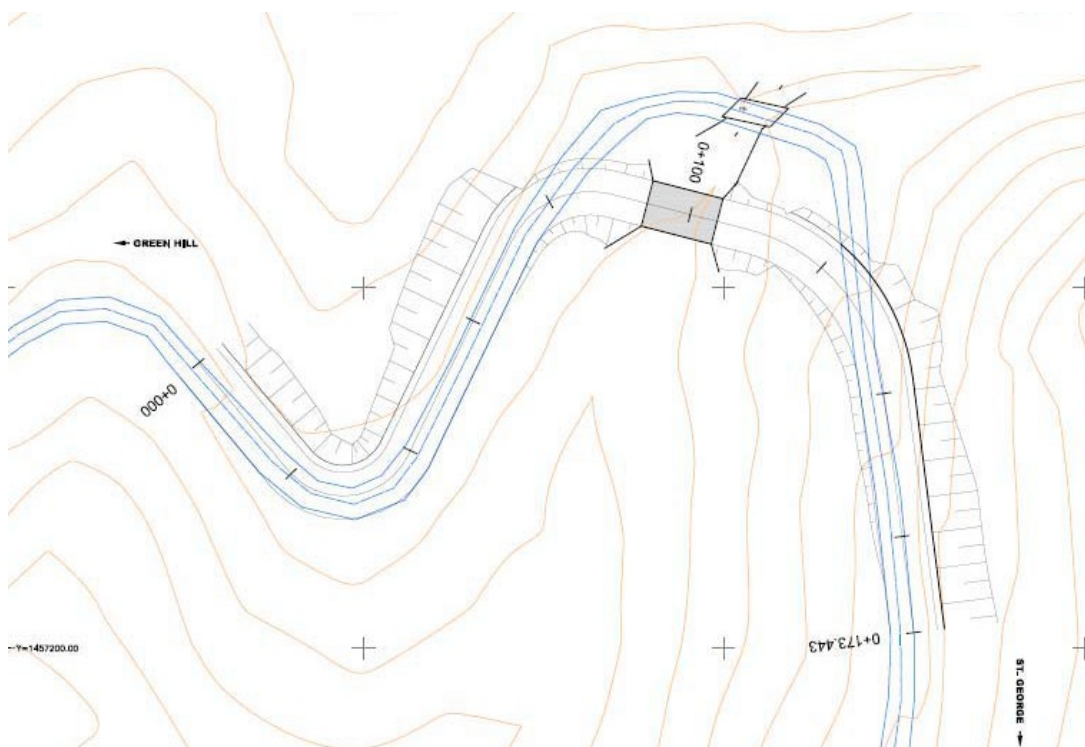 0+100
← GREEN HILL
0+000
0+173.443
Y=1457200.00
ST. GEORGE →